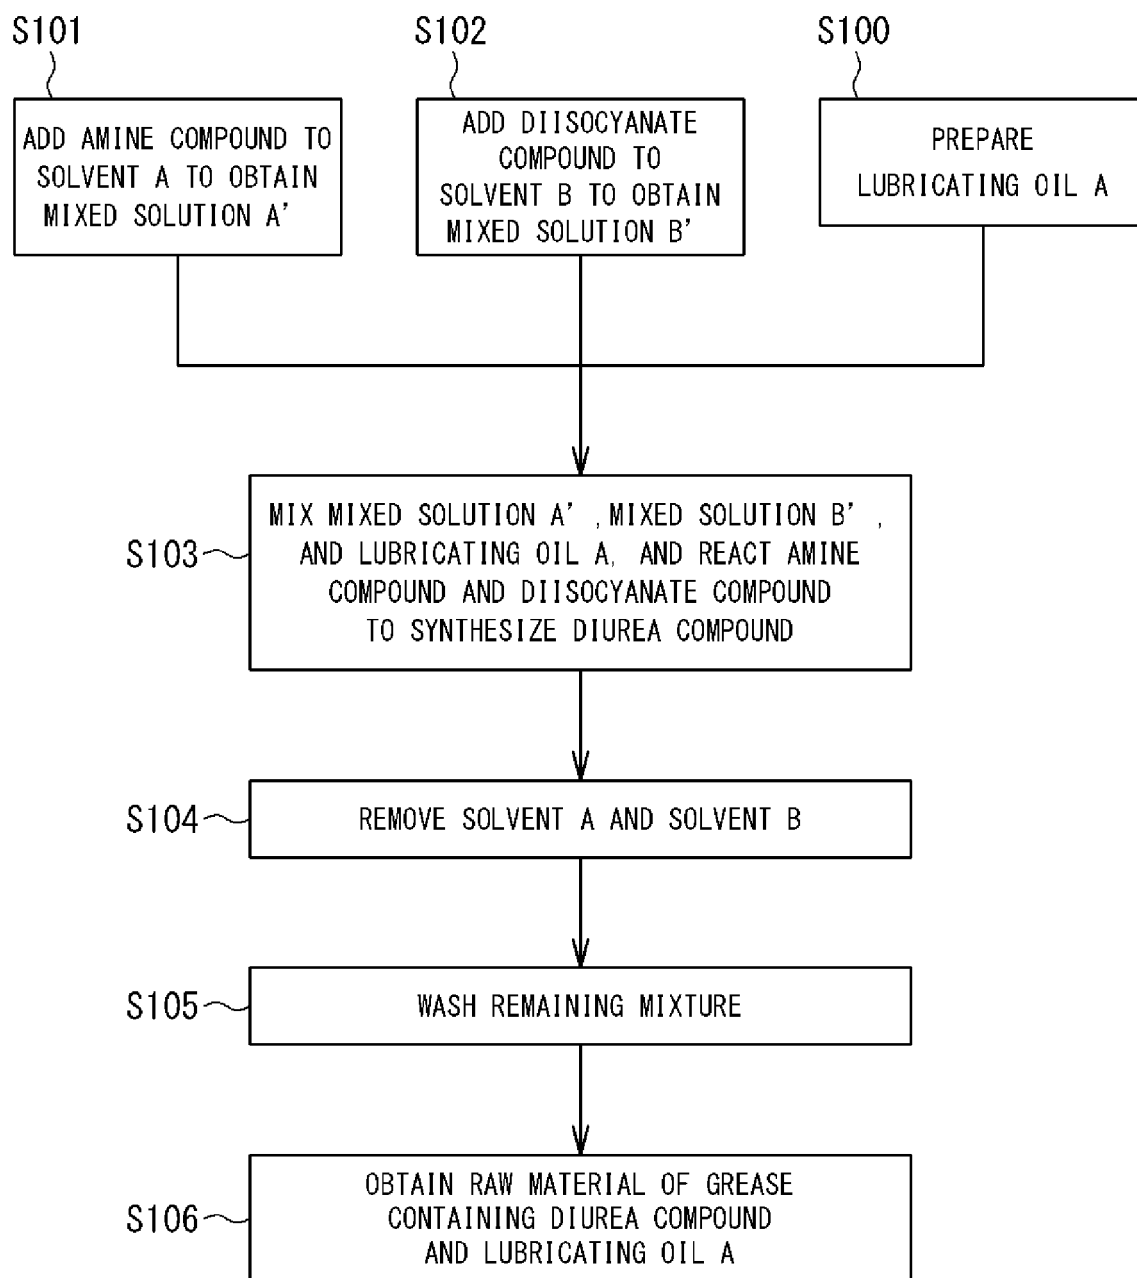 S101
ADD AMINE COMPOUND TO
SOLVENT A TO OBTAIN
MIXED SOLUTION A'
S102
ADD DIISOCYANATE
COMPOUND TO
SOLVENT B TO OBTAIN
MIXED SOLUTION B'
S100
PREPARE
LUBRICATING OIL A
S103
MIX MIXED SOLUTION A' , MIXED SOLUTION B' ,
AND LUBRICATING OIL A, AND REACT AMINE
COMPOUND AND DIISOCYANATE COMPOUND
TO SYNTHESIZE DIUREA COMPOUND
S104
REMOVE SOLVENT A AND SOLVENT B
S105
WASH REMAINING MIXTURE
S106
OBTAIN RAW MATERIAL OF GREASE
CONTAINING DIUREA COMPOUND
AND LUBRICATING OIL A